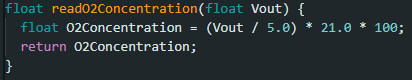 float readO2Concentration(float Vout) {
  float O2Concentration = (Vout / 5.0) * 21.0 * 100;
  return O2Concentration;
}